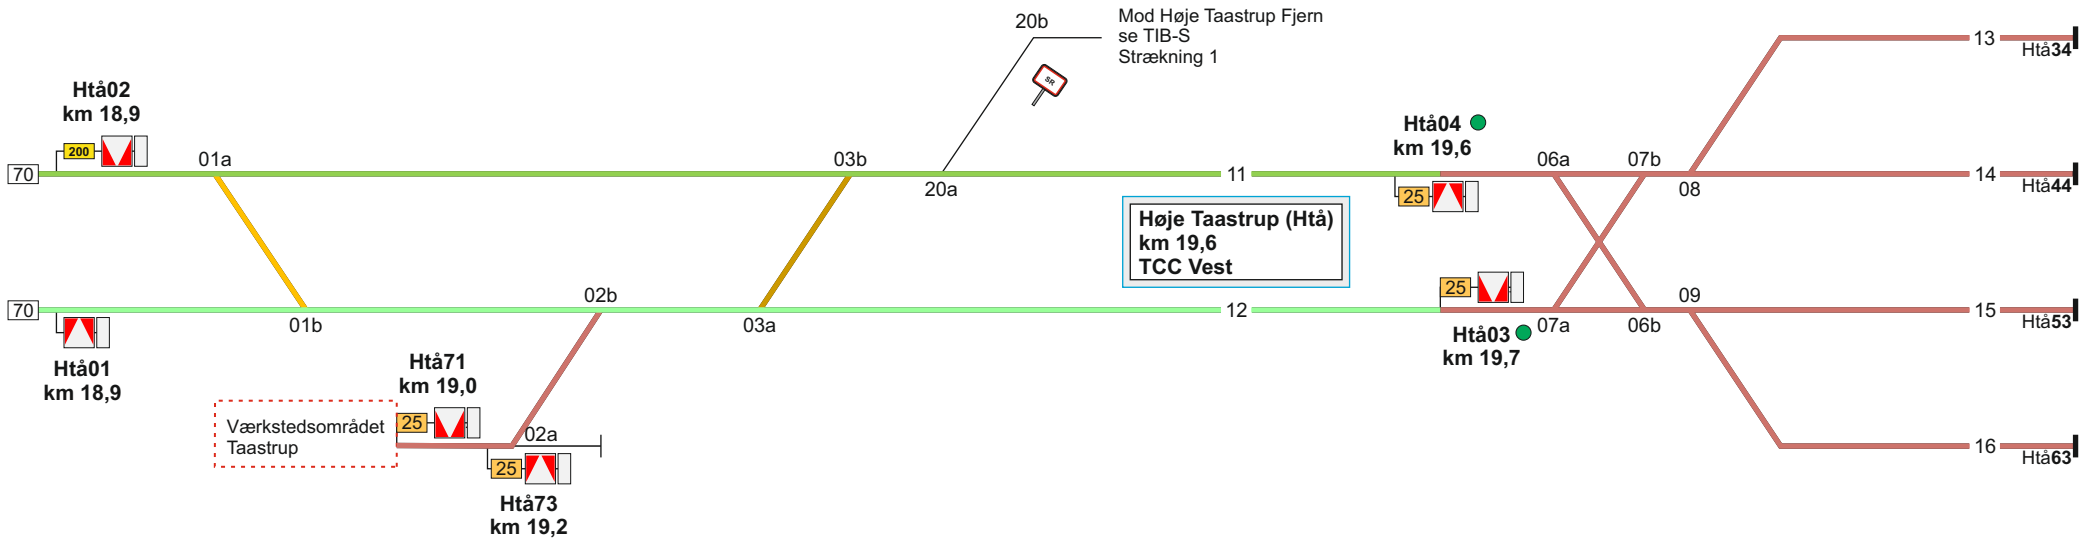 20b
Mod Høje Taastrup Fjern
se TIB-S
Strækning 1
SR
13
Htå34
Htå02
km 18,9
200
70
01a
03b
20a
11
Htå04
km 19,6
25
06a
07b
08
14
Htå44
Høje Taastrup (Htå)
km 19,6
TCC Vest
70
Htå01
km 18,9
01b
02b
03a
12
25
Htå03
km 19,7
07a
06b
09
15
Htå53
Htå71
km 19,0
25
Værkstedsområdet
Taastrup
02a
25
Htå73
km 19,2
16
Htå63